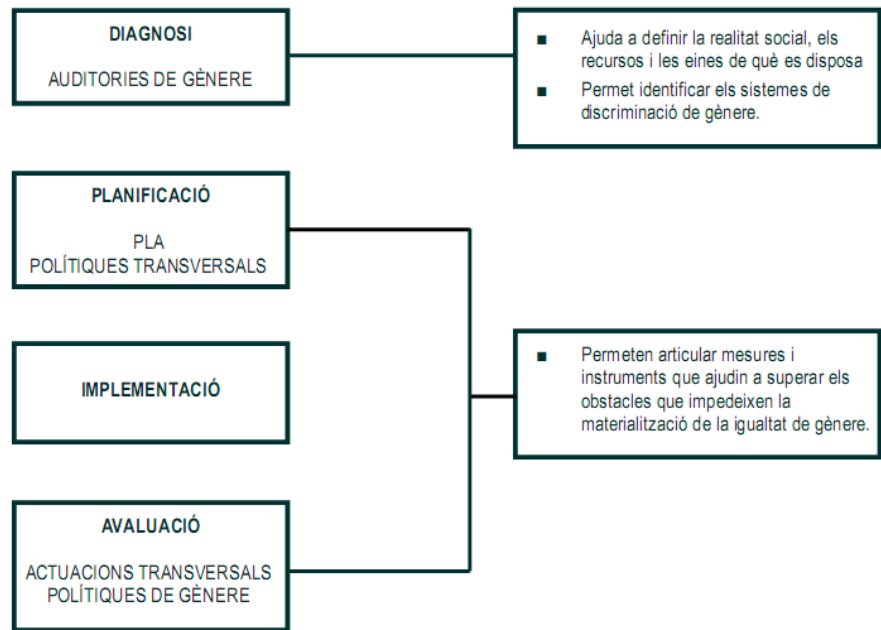 DIAGNOSI
AUDITORIES DE GÈNERE
■ Ajuda a definir la realitat social, els
recursos i les eines de què es disposa
■ Permet identificar els sistemes de
discriminació de gènere.
PLANIFICACIÓ
PLA
POLÍTIQUES TRANSVERSALS
IMPLEMENTACIÓ
■ Permeten articular mesures i
instruments que ajudin a superar els
obstacles que impedeixen la
materialització de la igualtat de gènere.
AVALUACIÓ
ACTUACIONS TRANSVERSALS
POLÍTIQUES DE GÈNERE